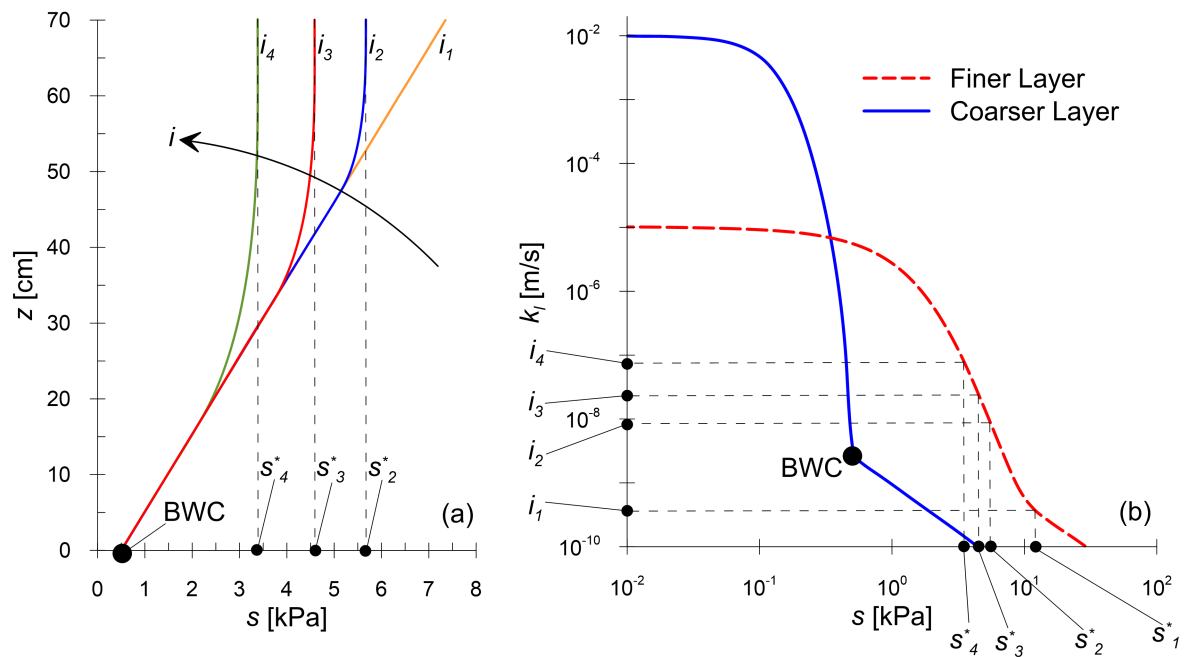 70
60
50
40
30
20
10
0
z [cm]
i4
i3
i2
i1
i
s*4
s*3
s*2
BWC
(a)
0
1
2
3
4
5
6
7
8
s [kPa]
10-2
10-4
10-6
10-8
10-10
kl [m/s]
Finer Layer
Coarser Layer
i4
i3
i2
i1
BWC
(b)
10-2
10-1
100
101
102
s [kPa]
s*4
s*3
s*2
s*1